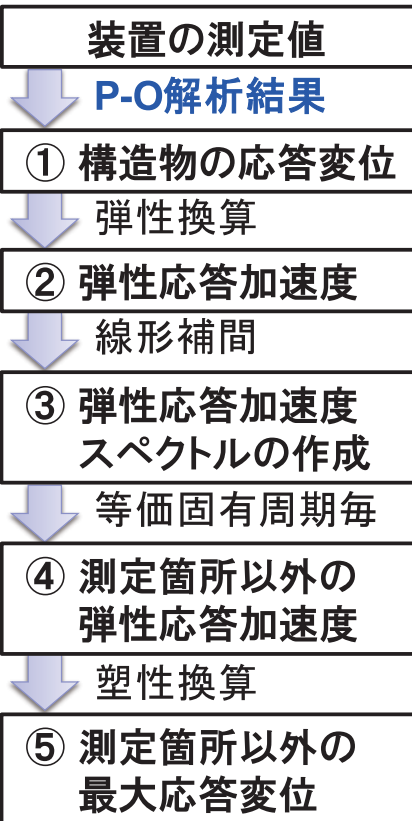 装置の測定値
P-O解析結果
① 構造物の応答変位
弾性換算
② 弾性応答加速度
線形補間
③ 弾性応答加速度
スペクトルの作成
等価固有周期毎
④ 測定箇所以外の
弾性応答加速度
塑性換算
⑤ 測定箇所以外の
最大応答変位